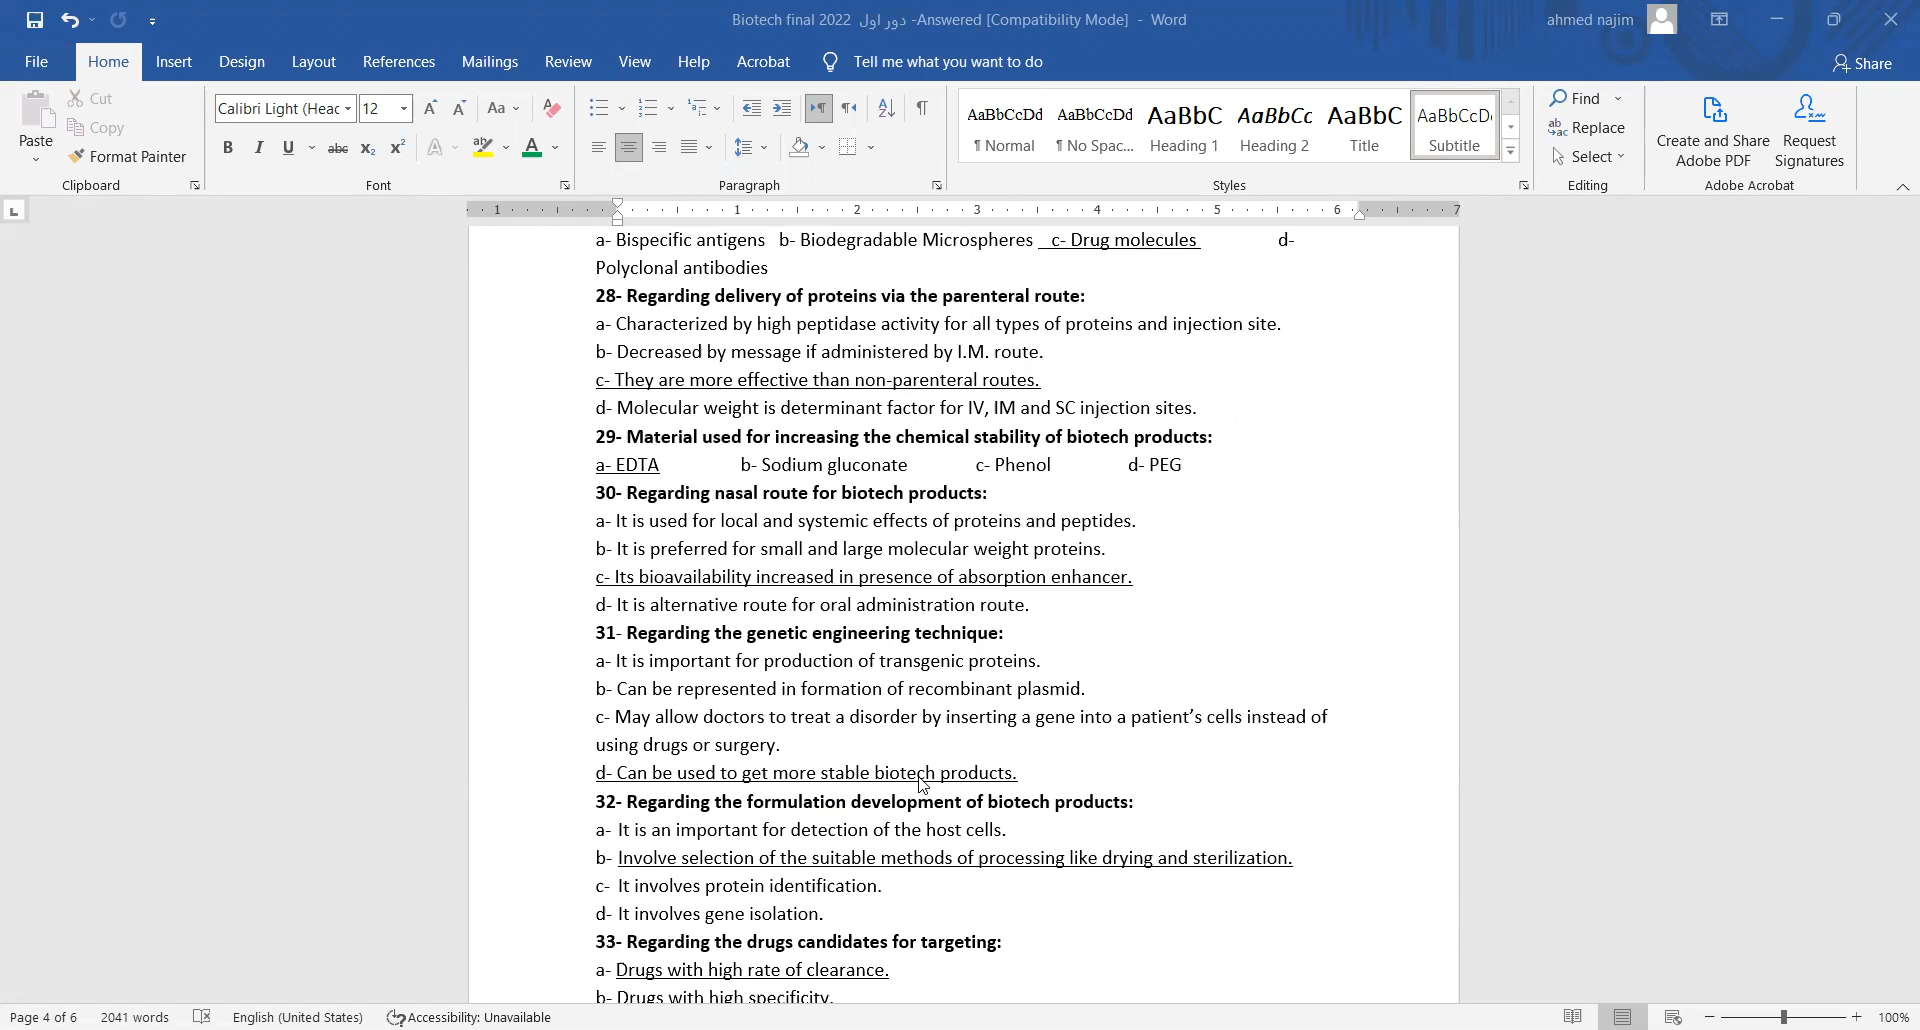 Biotech final 2022 دور اول -Answered [Compatibility Mode] - Word
ahmed najim
File Home Insert Design Layout References Mailings Review View Help Acrobat Tell me what you want to do
Share
Paste
Cut
Copy
Format Painter
Clipboard
Calibri Light (Heac 12
Aa
B I U abc x₂ x² A ab A
Font
Paragraph
AaBbCcDd
¶ Normal
AaBbCcDd
¶ No Spac...
AaBbC
Heading 1
AaBbCc
Heading 2
AaBbC
Title
AaBbCcD
Subtitle
Styles
Find
Replace
Select
Editing
Create and Share
Adobe PDF
Request
Signatures
Adobe Acrobat
L
1 1 2 3 4 5 6 7
a- Bispecific antigens b- Biodegradable Microspheres c- Drug molecules d-
Polyclonal antibodies
28- Regarding delivery of proteins via the parenteral route:
a- Characterized by high peptidase activity for all types of proteins and injection site.
b- Decreased by message if administered by I.M. route.
c- They are more effective than non-parenteral routes.
d- Molecular weight is determinant factor for IV, IM and SC injection sites.
29- Material used for increasing the chemical stability of biotech products:
a- EDTA b- Sodium gluconate c- Phenol d- PEG
30- Regarding nasal route for biotech products:
a- It is used for local and systemic effects of proteins and peptides.
b- It is preferred for small and large molecular weight proteins.
c- Its bioavailability increased in presence of absorption enhancer.
d- It is alternative route for oral administration route.
31- Regarding the genetic engineering technique:
a- It is important for production of transgenic proteins.
b- Can be represented in formation of recombinant plasmid.
c- May allow doctors to treat a disorder by inserting a gene into a patient’s cells instead of
using drugs or surgery.
d- Can be used to get more stable biotech products.
32- Regarding the formulation development of biotech products:
a- It is an important for detection of the host cells.
b- Involve selection of the suitable methods of processing like drying and sterilization.
c- It involves protein identification.
d- It involves gene isolation.
33- Regarding the drugs candidates for targeting:
a- Drugs with high rate of clearance.
b- Drugs with high specificity.
Page 4 of 6 2041 words English (United States) Accessibility: Unavailable 100%